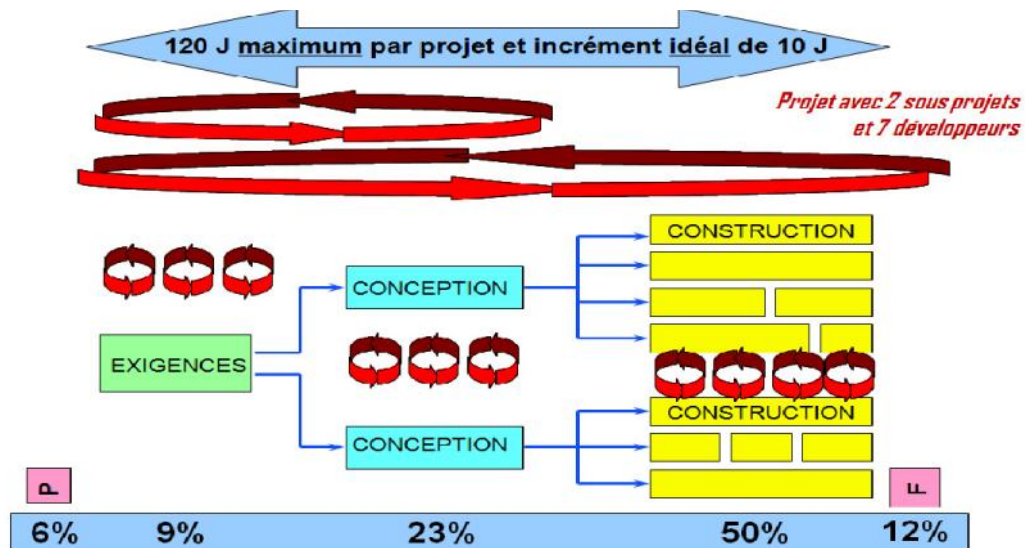 120 J maximum par projet et incrément idéal de 10 J
Projet avec 2 sous projets
et 7 développeurs
CONSTRUCTION
CONCEPTION
EXIGENCES
CONSTRUCTION
CONCEPTION
P
F
6% 9% 23% 50% 12%